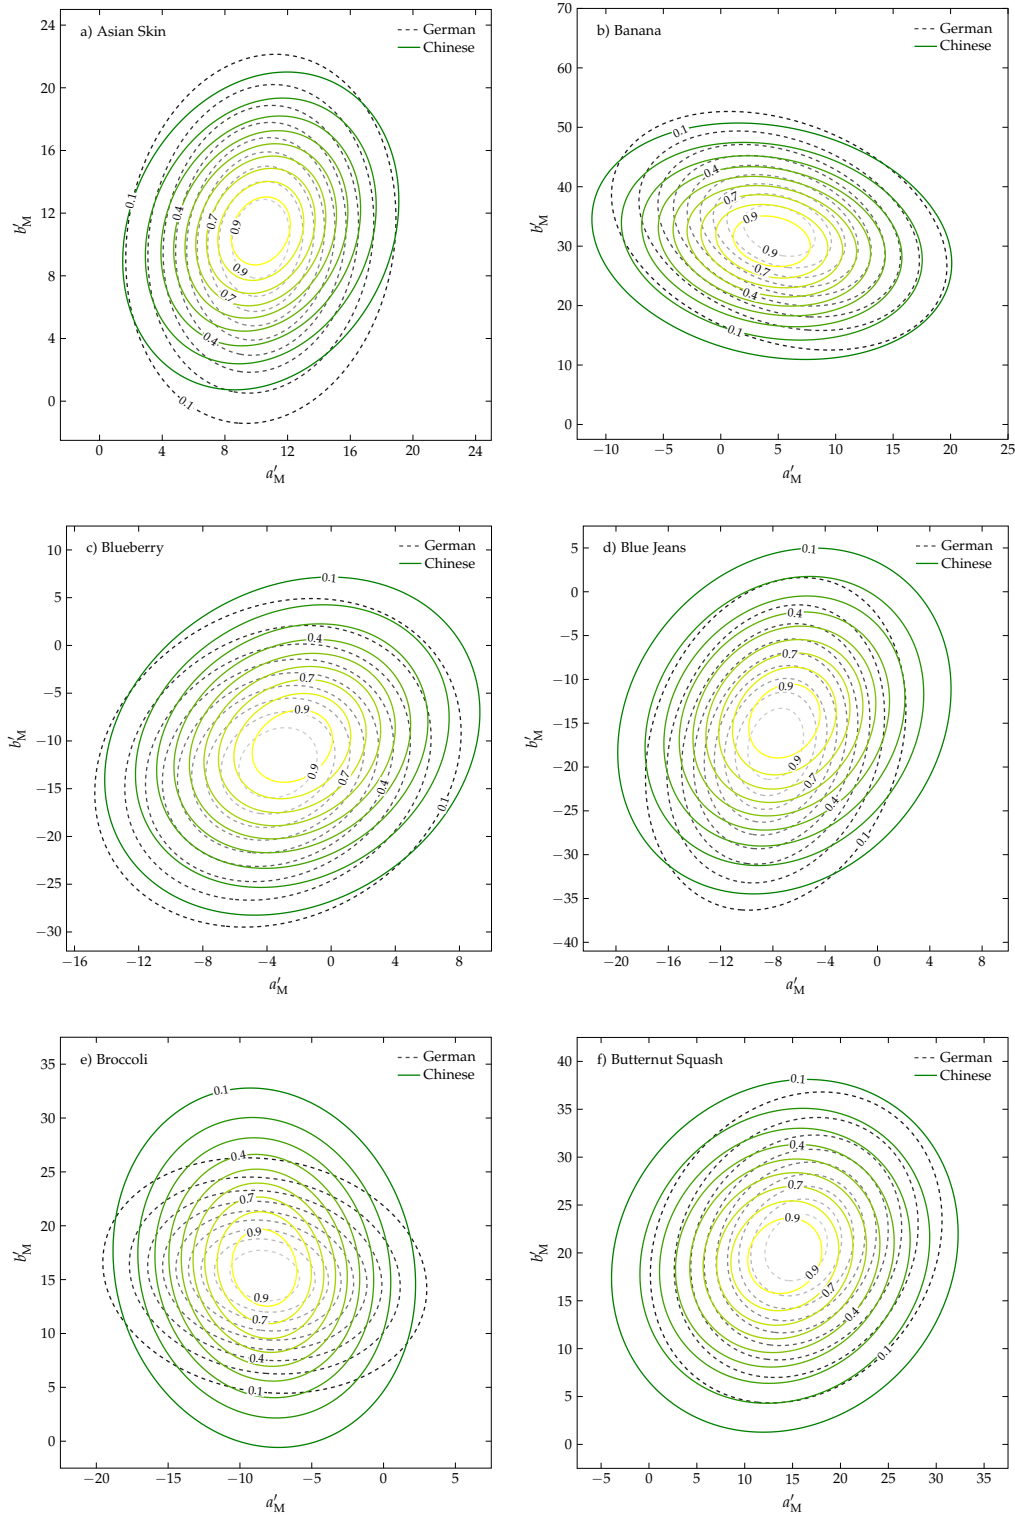 a) Asian Skin
German
Chinese
24
20
16
12
8
4
0
0 4 8 12 16 20 24
a′M
b′M
0.1
0.4
0.7
0.9
0.9
0.7
0.4
0.1
b) Banana
German
Chinese
70
60
50
40
30
20
10
0
−10 −5 0 5 10 15 20 25
a′M
b′M
0.1
0.4
0.7
0.9
0.9
0.7
0.4
0.1
c) Blueberry
German
Chinese
10
5
0
−5
−10
−15
−20
−25
−30
−16 −12 −8 −4 0 4 8
a′M
b′M
0.1
0.4
0.7
0.9
0.9
0.7
0.4
0.1
d) Blue Jeans
German
Chinese
5
0
−5
−10
−15
−20
−25
−30
−35
−40
−20 −16 −12 −8 −4 0 4 8
a′M
b′M
0.1
0.4
0.7
0.9
0.9
0.7
0.4
0.1
e) Broccoli
German
Chinese
35
30
25
20
15
10
5
0
−20 −15 −10 −5 0 5
a′M
b′M
0.1
0.4
0.7
0.9
0.9
0.7
0.4
0.1
f) Butternut Squash
German
Chinese
40
35
30
25
20
15
10
5
0
−5 0 5 10 15 20 25 30 35
a′M
b′M
0.1
0.4
0.7
0.9
0.9
0.7
0.4
0.1